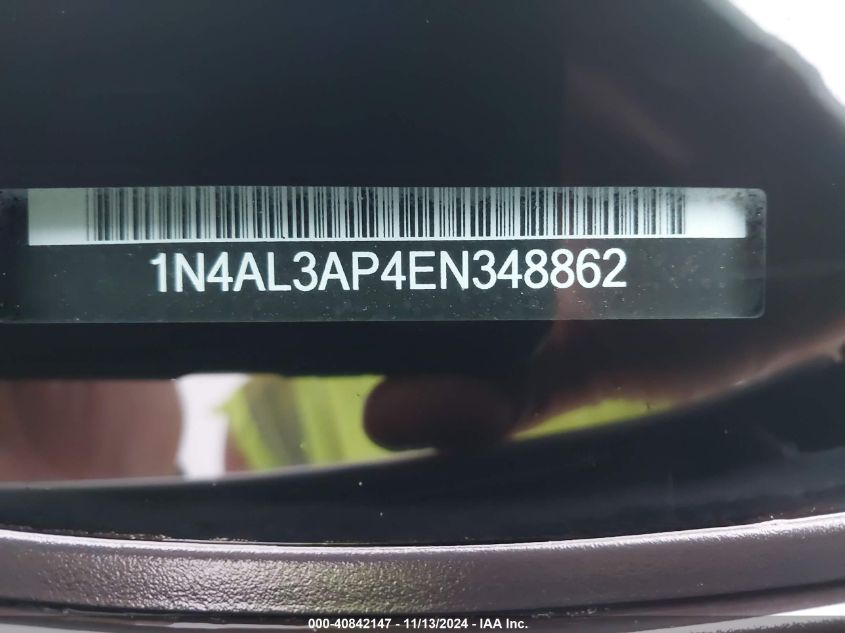 1N4AL3AP4EN348862
000-40842147 - 11/13/2024 - IAA Inc.